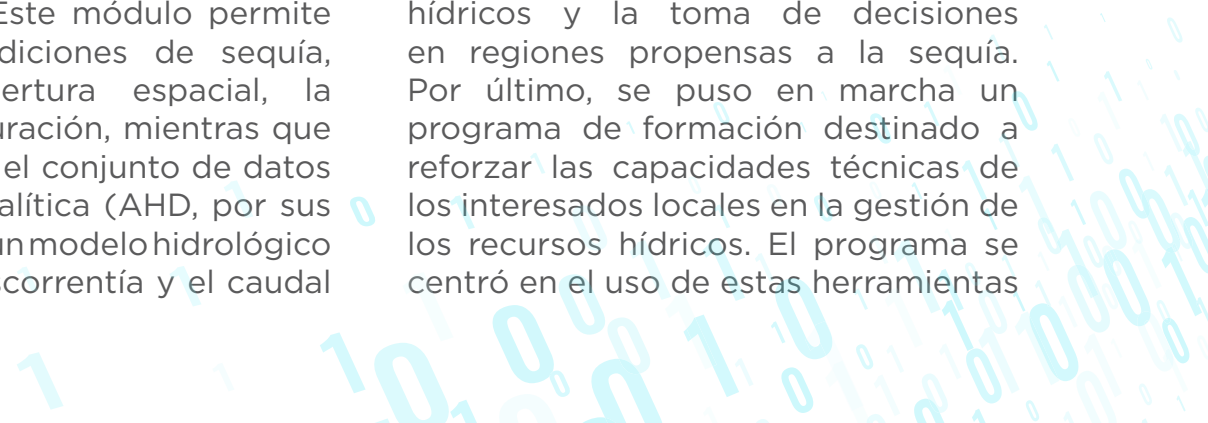 Este módulo permite
diciones de sequía,
ertura espacial, la
uración, mientras que
el conjunto de datos
alítica (AHD, por sus
un modelo hidrológico
scorrentía y el caudal
hídricos y la toma de decisiones
en regiones propensas a la sequía.
Por último, se puso en marcha un
programa de formación destinado a
reforzar las capacidades técnicas de
los interesados locales en la gestión de
los recursos hídricos. El programa se
centró en el uso de estas herramientas